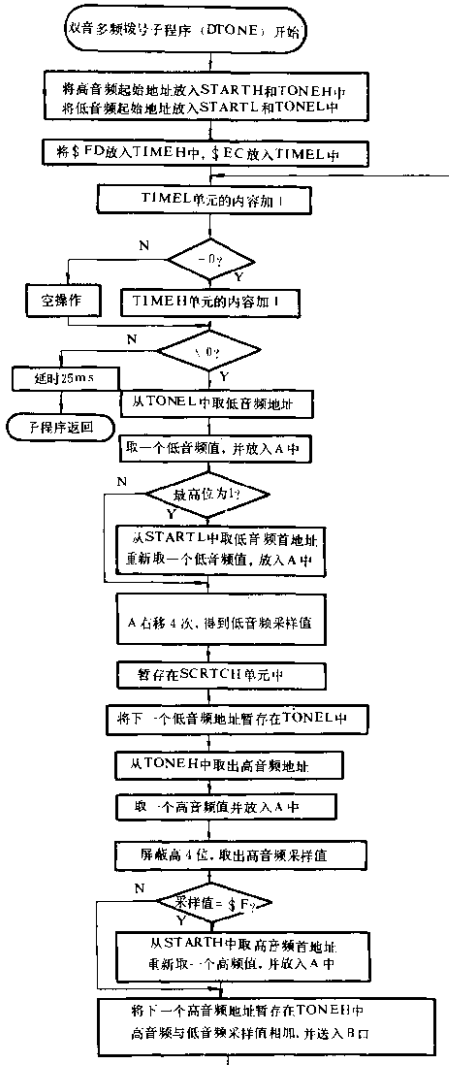 双音多频拨号子程序(DTONE)开始
将高音频起始地址放入STARTH和TONEH中
将低音频起始地址放入STARTL和TONEL中
将$FD放入TIMEH中,$EC放入TIMEL中
TIMEL单元的内容加1
N
=0?
Y
空操作
TIMEH单元的内容加1
N
0?
Y
延时25ms
从TONEL中取低音频地址
子程序返回
取一个低音频值,并放入A中
N
最高位为1?
Y
从STARTL中取低音频首地址
重新取一个低音频值,放入A中
A右移4次,得到低音频采样值
暂存在SCRTCH单元中
将下一个低音频地址暂存在TONEL中
从TONEH中取出高音频地址
取一个高音频值并放入A中
屏蔽高4位,取出高音频采样值
N
采样值=$F?
Y
从STARTH中取高音频首地址
重新取一个高频值,并放入A中
将下一个高音频地址暂存在TONEH中
高音频与低音频采样值相加,并送入B口